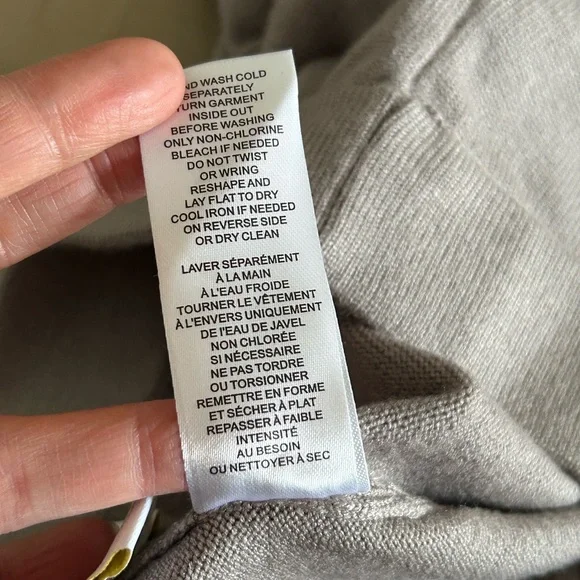 ND WASH COLD
SEPARATELY
TURN GARMENT
INSIDE OUT
BEFORE WASHING
ONLY NON-CHLORINE
BLEACH IF NEEDED
DO NOT TWIST
OR WRING
RESHAPE AND
LAY FLAT TO DRY
COOL IRON IF NEEDED
ON REVERSE SIDE
OR DRY CLEAN
LAVER SÉPARÉMENT
À LA MAIN
À L'EAU FROIDE
TOURNER LE VÊTEMENT
À L'ENVERS UNIQUEMENT
DE l'EAU DE JAVEL
NON CHLORÉE
SI NÉCESSAIRE
NE PAS TORDRE
OU TORSIONNER
REMETTRE EN FORME
ET SÉCHER À PLAT
REPASSER À FAIBLE
INTENSITÉ
AU BESOIN
OU NETTOYER À SEC